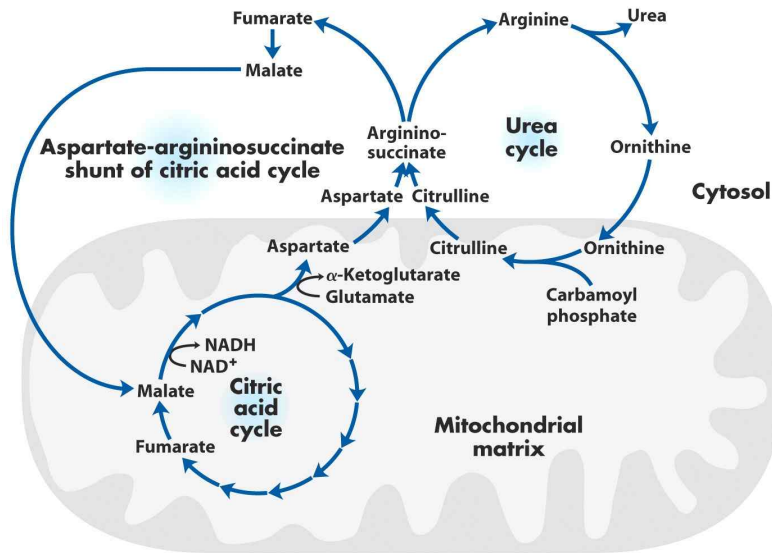 Fumarate
Arginine
Urea
Malate
Aspartate-argininosuccinate
shunt of citric acid cycle
Arginino-
succinate
Urea
cycle
Ornithine
Cytosol
Aspartate
Citrulline
Aspartate
Citrulline
Ornithine
α-Ketoglutarate
Glutamate
Carbamoyl
phosphate
NADH
NAD⁺
Malate
Citric
acid
cycle
Fumarate
Mitochondrial
matrix